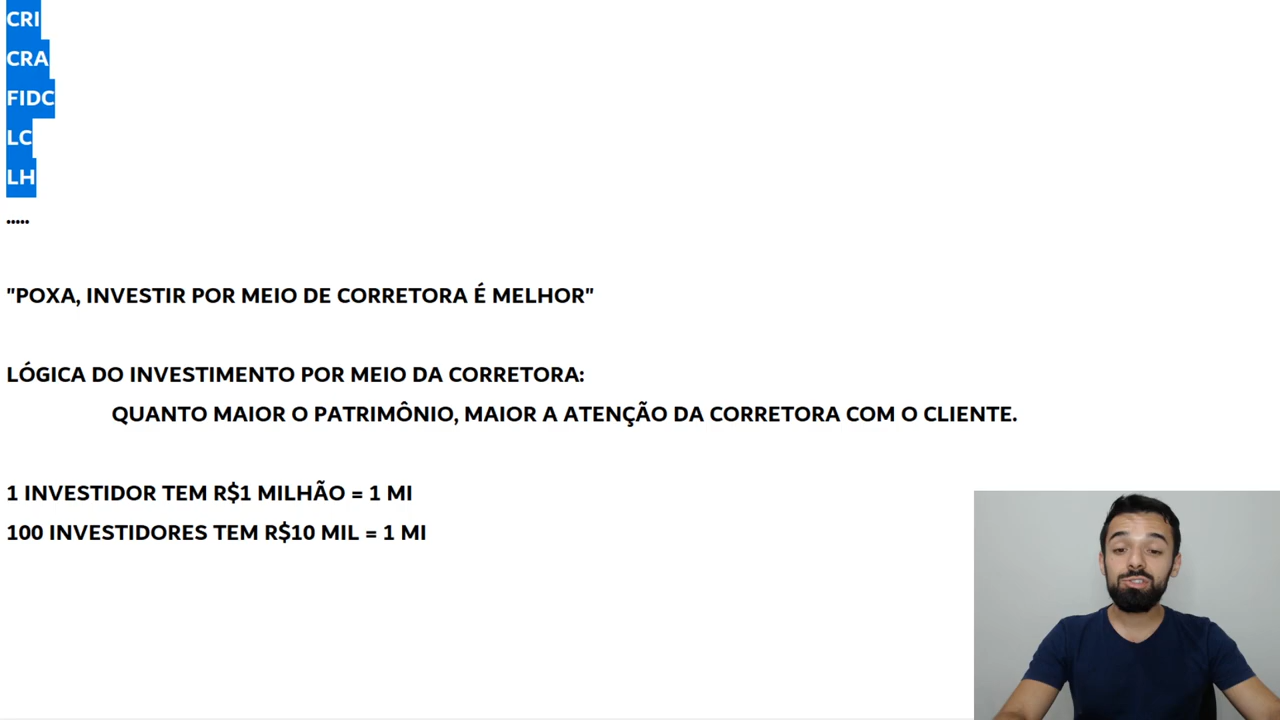 CRI
CRA
FIDC
LC
LH
.....
"POXA, INVESTIR POR MEIO DE CORRETORA É MELHOR"
LÓGICA DO INVESTIMENTO POR MEIO DA CORRETORA:
QUANTO MAIOR O PATRIMÔNIO, MAIOR A ATENÇÃO DA CORRETORA COM O CLIENTE.
1 INVESTIDOR TEM R$1 MILHÃO = 1 MI
100 INVESTIDORES TEM R$10 MIL = 1 MI